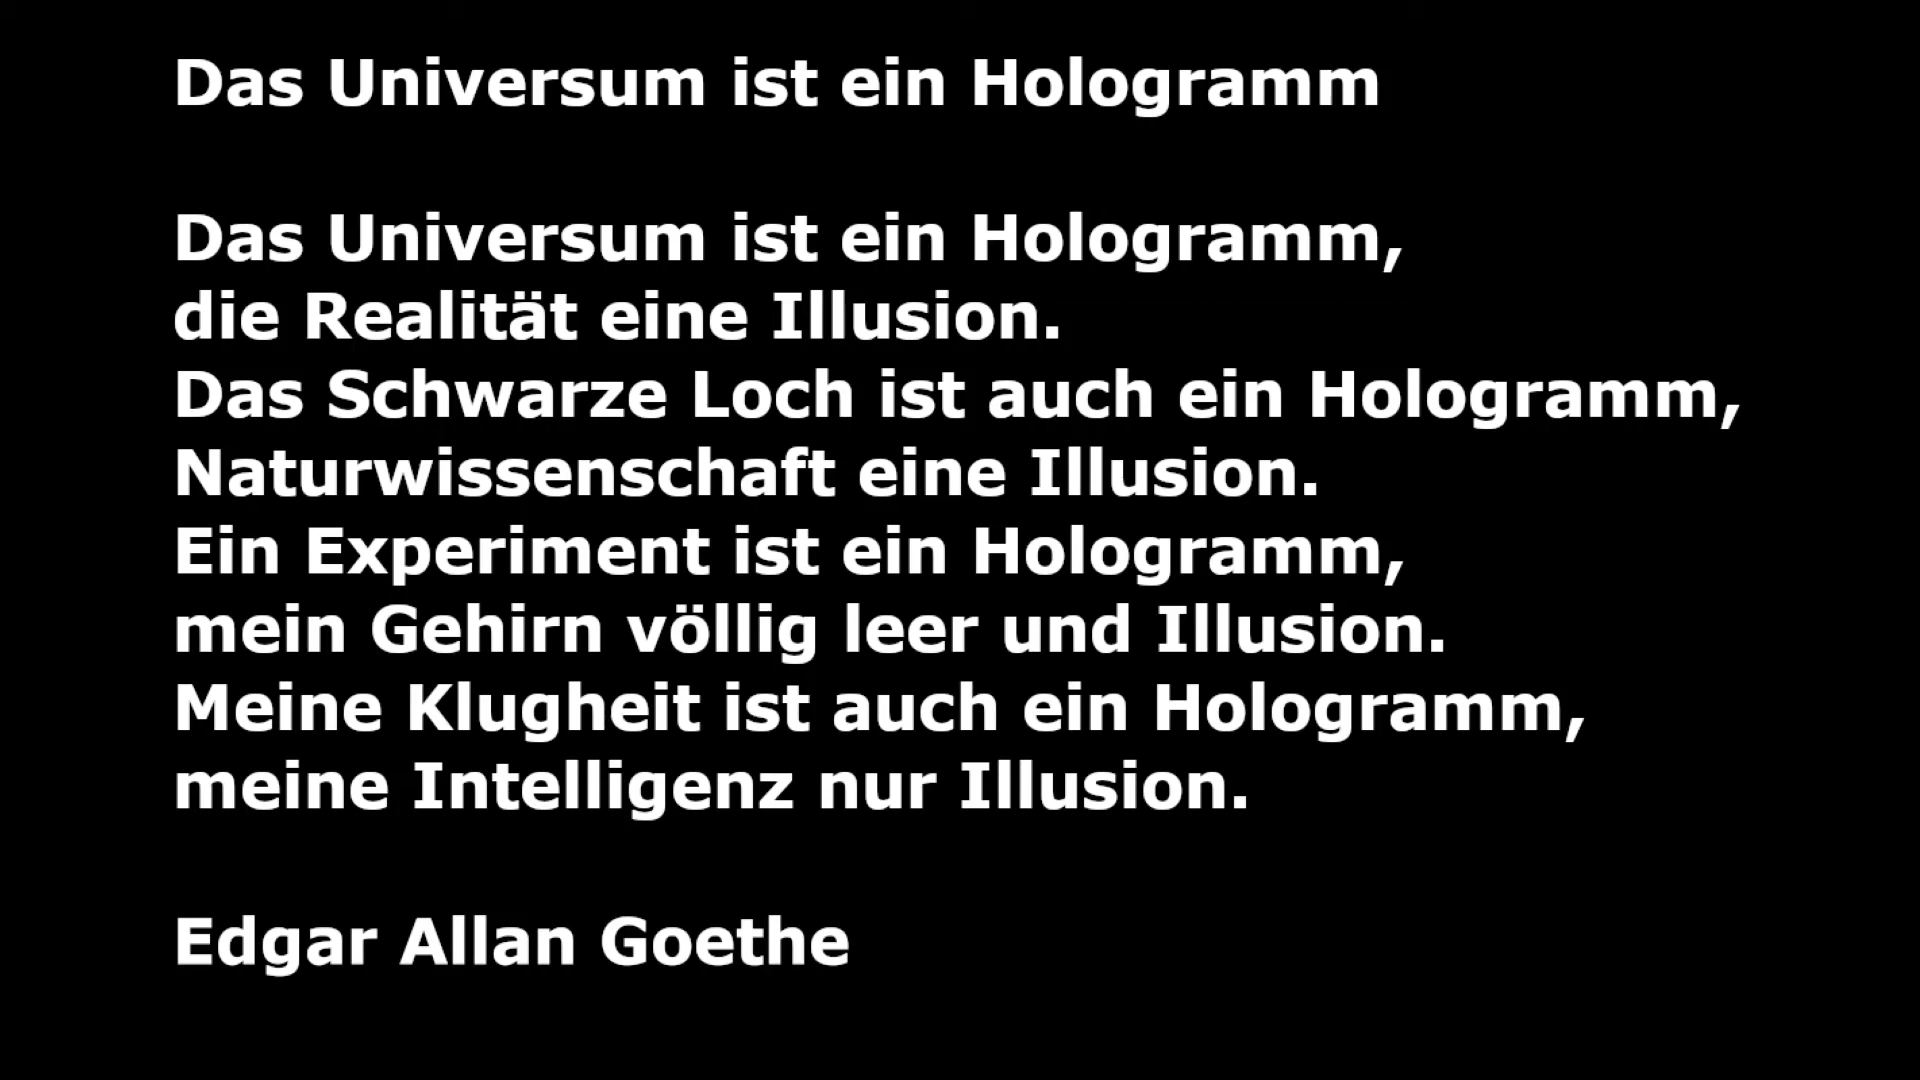 Das Universum ist ein Hologramm
Das Universum ist ein Hologramm,
die Realität eine Illusion.
Das Schwarze Loch ist auch ein Hologramm,
Naturwissenschaft eine Illusion.
Ein Experiment ist ein Hologramm,
mein Gehirn völlig leer und Illusion.
Meine Klugheit ist auch ein Hologramm,
meine Intelligenz nur Illusion.
Edgar Allan Goethe